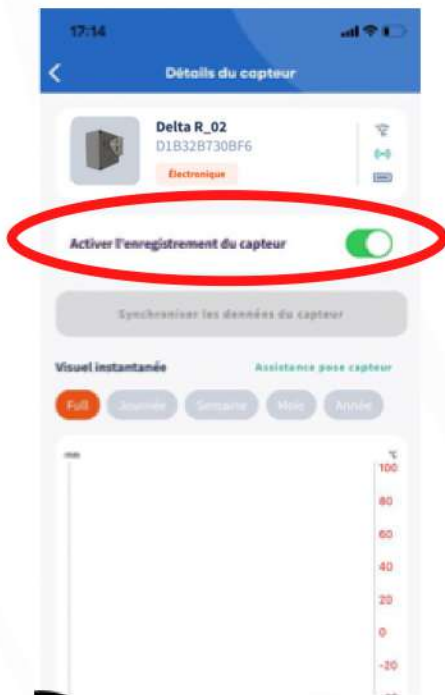 17:14
Détails du capteur
Delta R_02
D1B32B730BF6
Électronique
Activer l'enregistrement du capteur
Synchroniser les données du capteur
Visuel instantanée Assistance pose capteur
Full Journée Semaine Mois Année
mm °C
100
80
60
40
20
0
-20